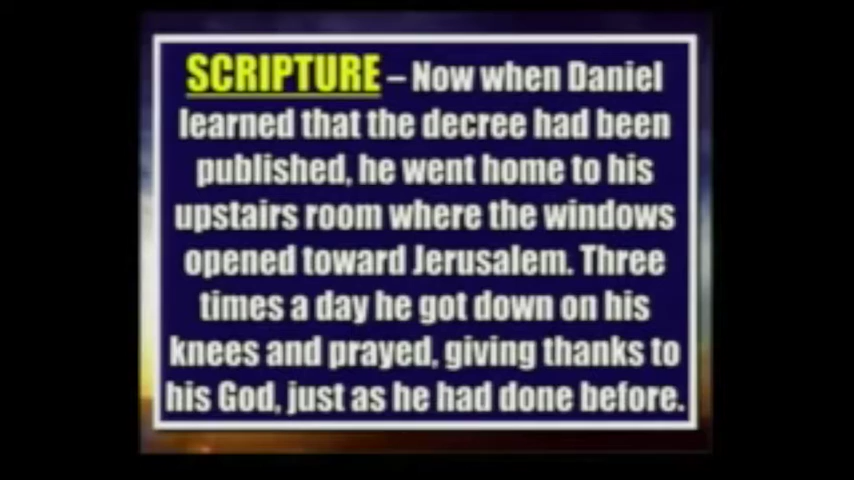 SCRIPTURE – Now when Daniel
learned that the decree had been
published, he went home to his
upstairs room where the windows
opened toward Jerusalem. Three
times a day he got down on his
knees and prayed, giving thanks to
his God, just as he had done before.